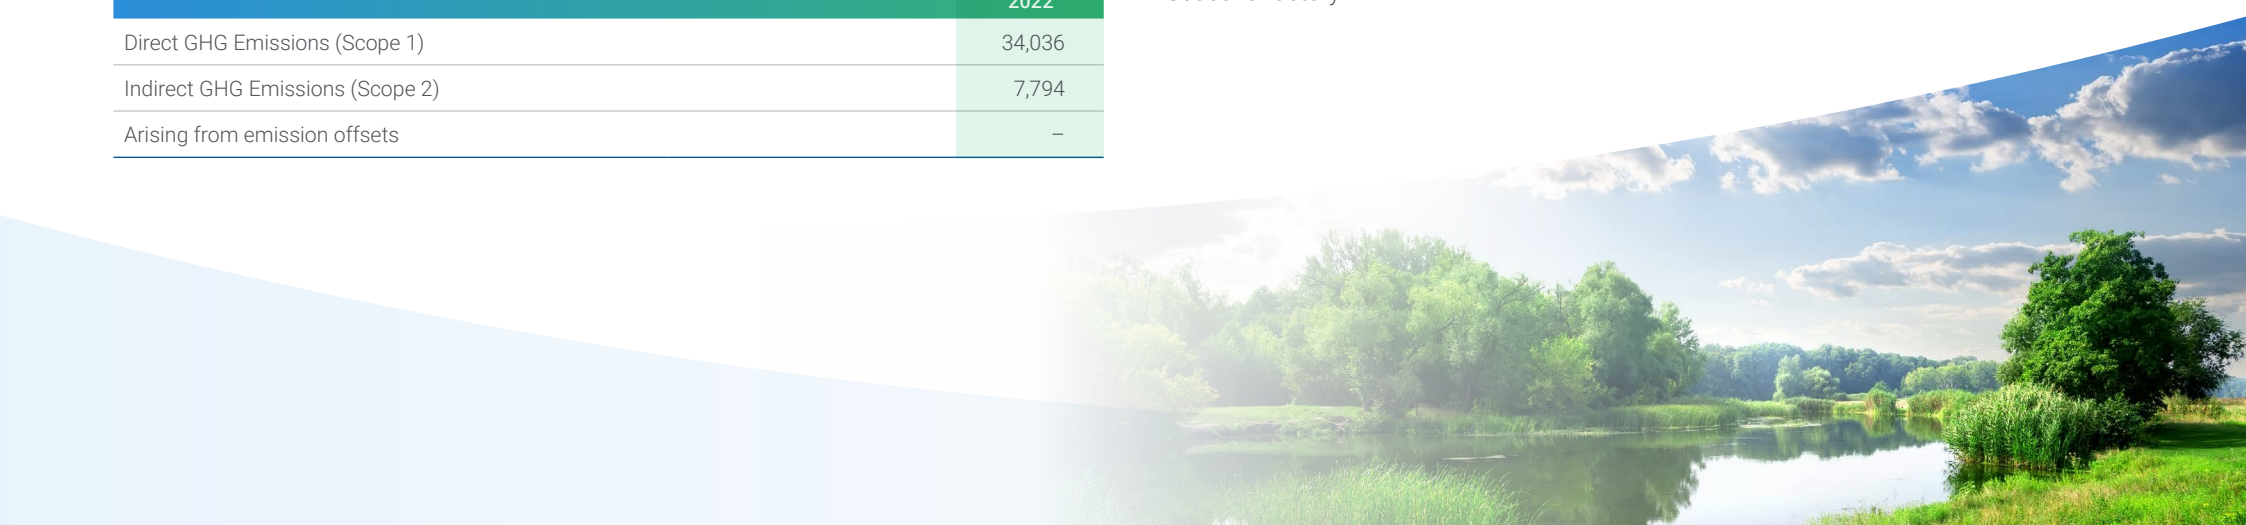 2022
Direct GHG Emissions (Scope 1) 34,036
Indirect GHG Emissions (Scope 2) 7,794
Arising from emission offsets –